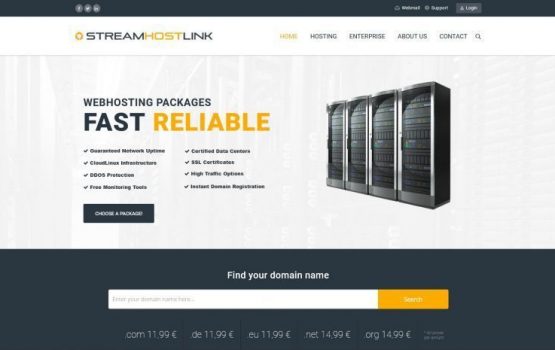 Webmail Support Login
STREAMHOSTLINK
HOME HOSTING ENTERPRISE ABOUT US CONTACT
WEBHOSTING PACKAGES
FAST RELIABLE
Guaranteed Network Uptime
CloudLinux Infrastructure
DDOS Protection
Free Monitoring Tools
Certified Data Centers
SSL Certificates
High Traffic Options
Instant Domain Registration
CHOOSE A PACKAGE!
Find your domain name
Enter your domain name here...
Search
.com 11,99 € .de 11,99 € .eu 11,99 € .net 14,99 € .org 14,99 €